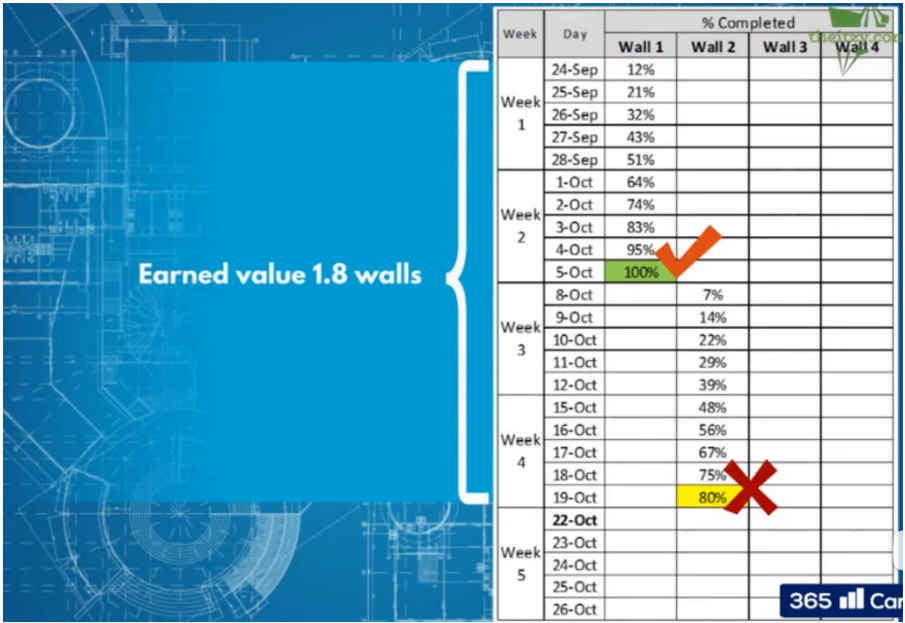 Week Day % Completed
Wall 1 Wall 2 Wall 3 Wall 4
theitzy.com
Week 1
24-Sep 12%
25-Sep 21%
26-Sep 32%
27-Sep 43%
28-Sep 51%
Week 2
1-Oct 64%
2-Oct 74%
3-Oct 83%
4-Oct 95%
5-Oct 100%
Earned value 1.8 walls
Week 3
8-Oct 7%
9-Oct 14%
10-Oct 22%
11-Oct 29%
12-Oct 39%
Week 4
15-Oct 48%
16-Oct 56%
17-Oct 67%
18-Oct 75%
19-Oct 80%
Week 5
22-Oct
23-Oct
24-Oct
25-Oct
26-Oct
365 Car